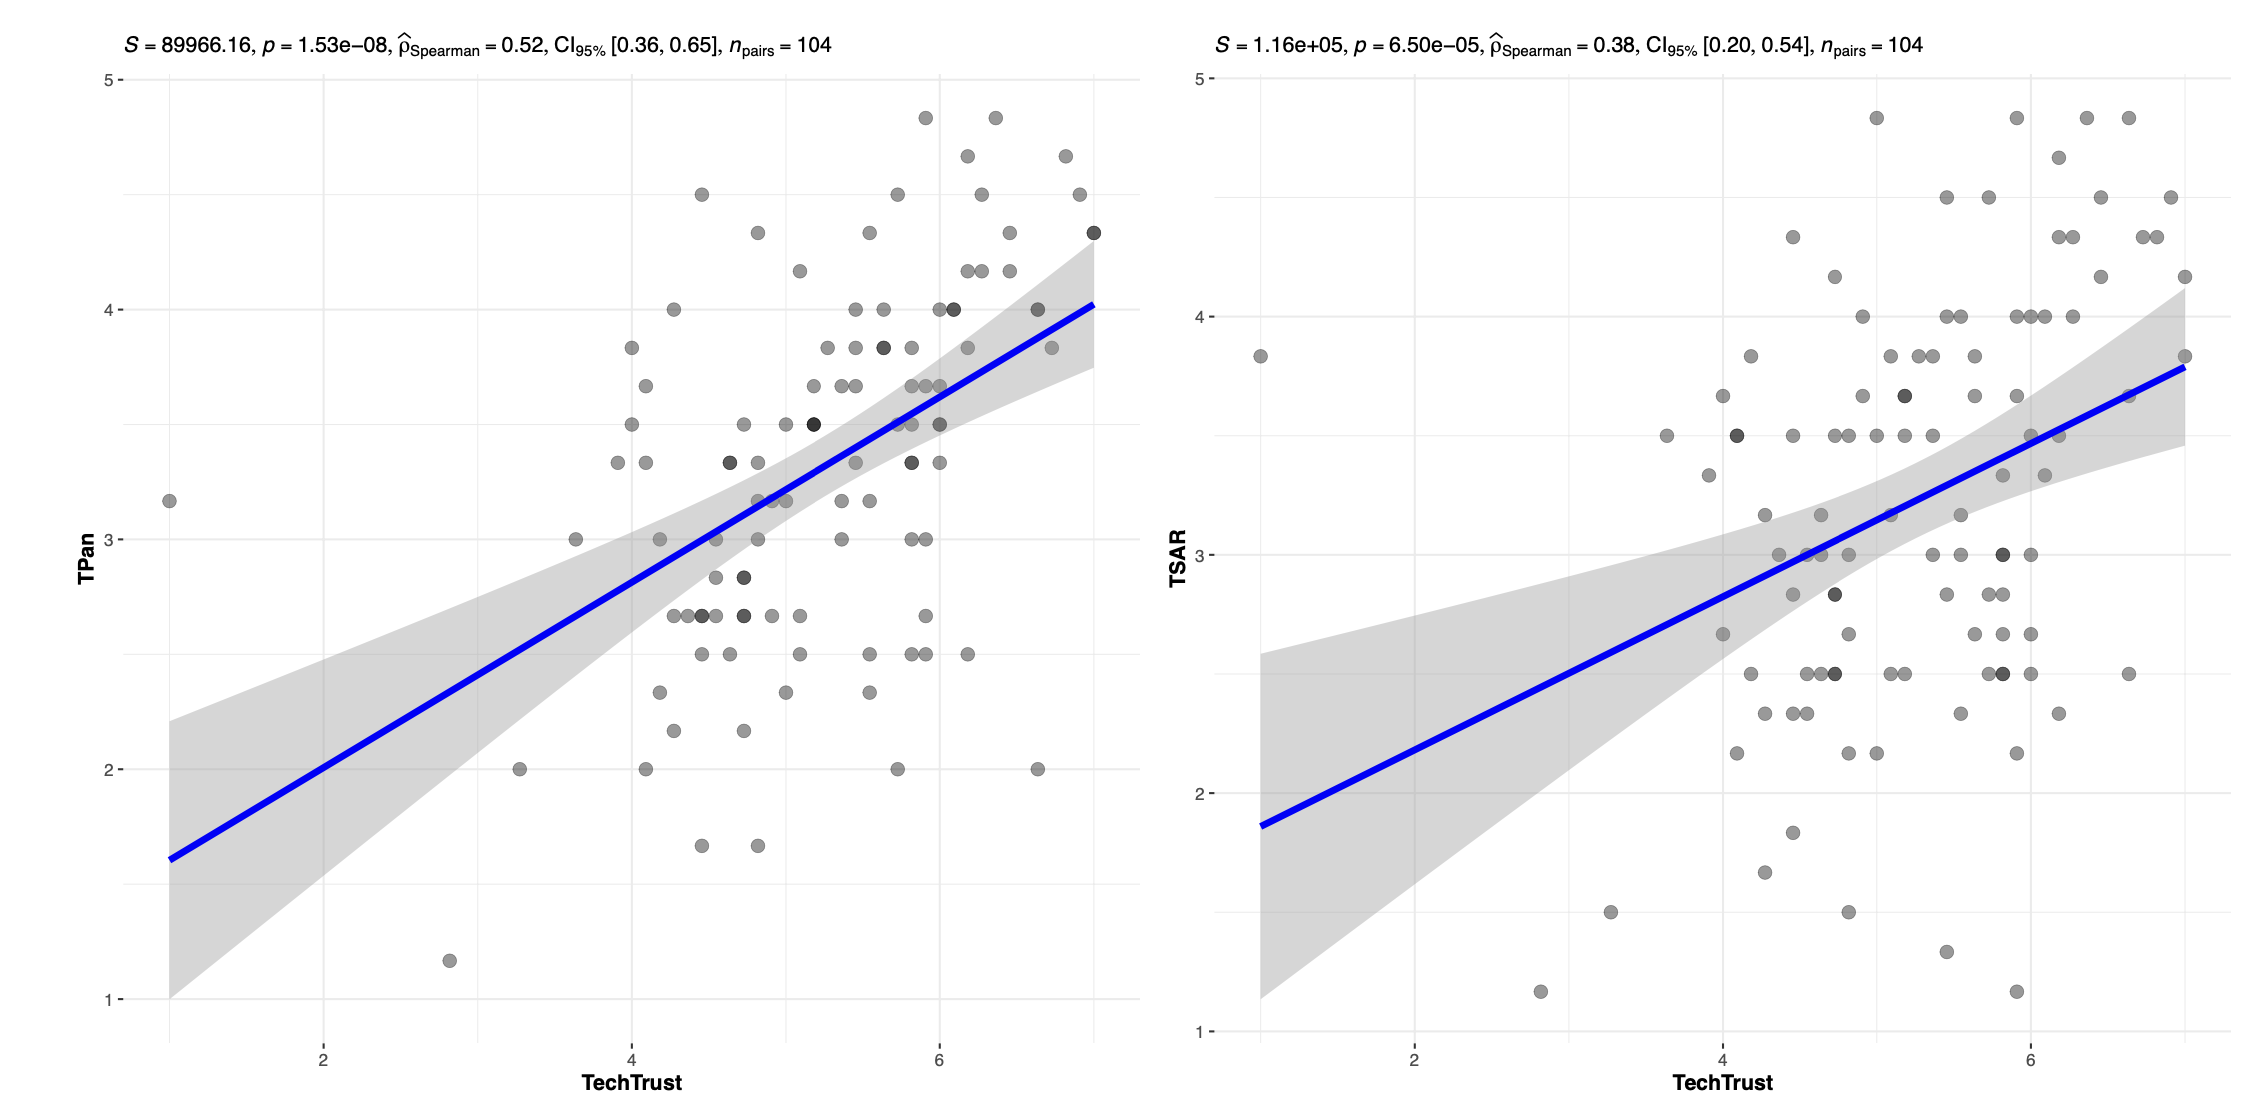 S = 89966.16, p = 1.53e−08, ρ̂Spearman = 0.52, CI95% [0.36, 0.65], npairs = 104
5
4
3
2
1
TPan
2 4 6
TechTrust
S = 1.16e+05, p = 6.50e−05, ρ̂Spearman = 0.38, CI95% [0.20, 0.54], npairs = 104
5
4
3
2
1
TSAR
2 4 6
TechTrust